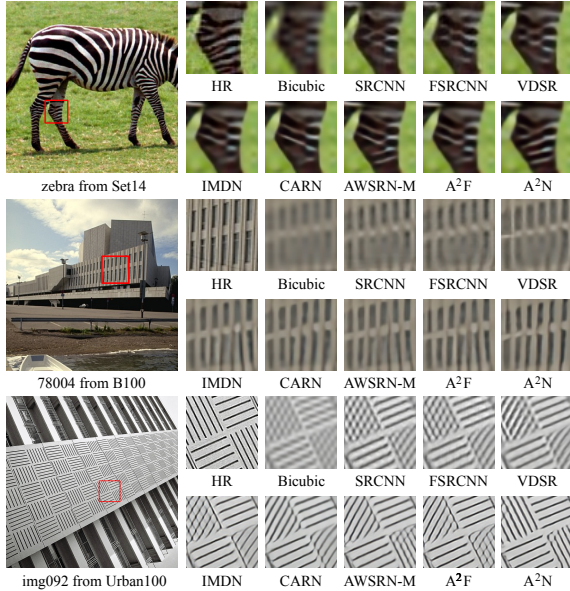 HR Bicubic SRCNN FSRCNN VDSR
zebra from Set14 IMDN CARN AWSRN-M A²F A²N
HR Bicubic SRCNN FSRCNN VDSR
78004 from B100 IMDN CARN AWSRN-M A²F A²N
HR Bicubic SRCNN FSRCNN VDSR
img092 from Urban100 IMDN CARN AWSRN-M A²F A²N